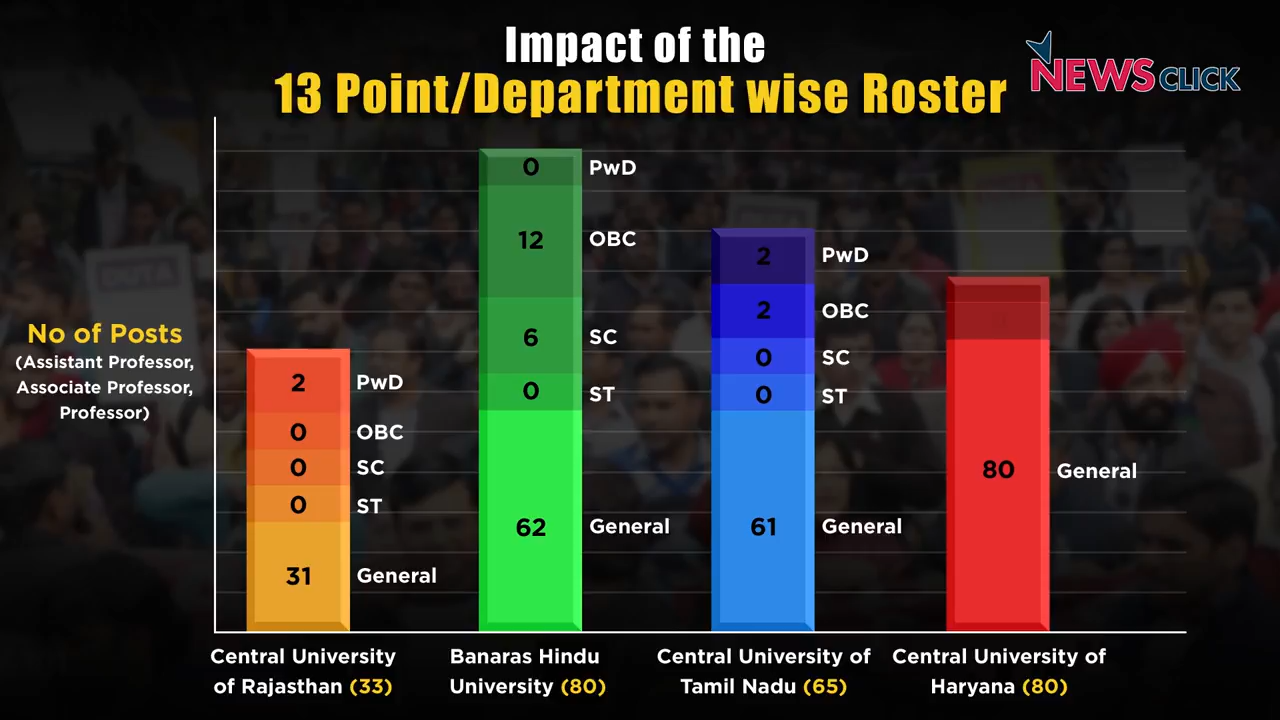 Impact of the
13 Point/Department wise Roster
NEWSCLICK
No of Posts
(Assistant Professor,
Associate Professor,
Professor)
2 PwD
0 OBC
0 SC
0 ST
31 General
0 PwD
12 OBC
6 SC
0 ST
62 General
2 PwD
2 OBC
0 SC
0 ST
61 General
80 General
Central University
of Rajasthan (33)
Banaras Hindu
University (80)
Central University of
Tamil Nadu (65)
Central University of
Haryana (80)